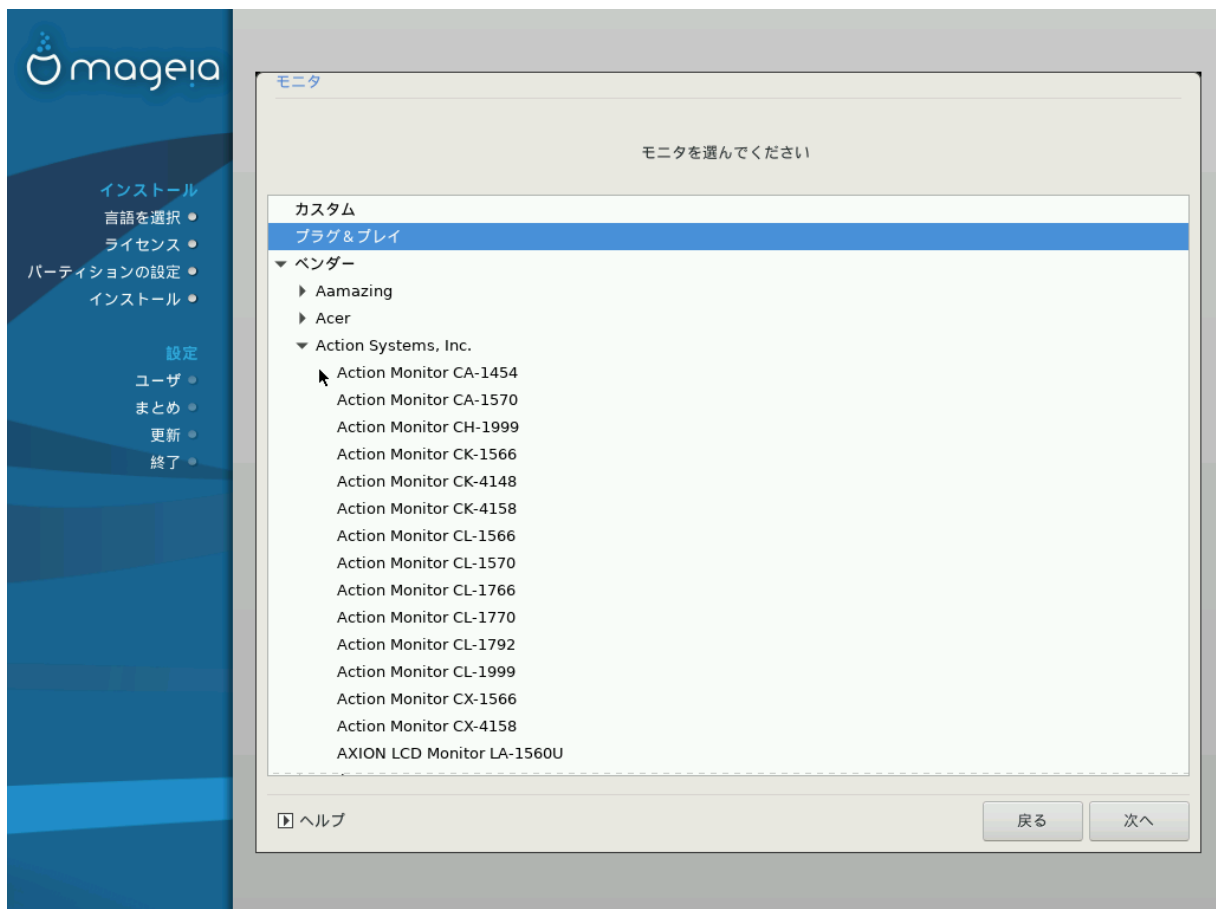 mageia
インストール
言語を選択
ライセンス
パーティションの設定
インストール
設定
ユーザ
まとめ
更新
終了
モニタ
モニタを選んでください
カスタム
プラグ＆プレイ
ベンダー
Aamazing
Acer
Action Systems, Inc.
Action Monitor CA-1454
Action Monitor CA-1570
Action Monitor CH-1999
Action Monitor CK-1566
Action Monitor CK-4148
Action Monitor CK-4158
Action Monitor CL-1566
Action Monitor CL-1570
Action Monitor CL-1766
Action Monitor CL-1770
Action Monitor CL-1792
Action Monitor CL-1999
Action Monitor CX-1566
Action Monitor CX-4158
AXION LCD Monitor LA-1560U
ヘルプ
戻る
次へ